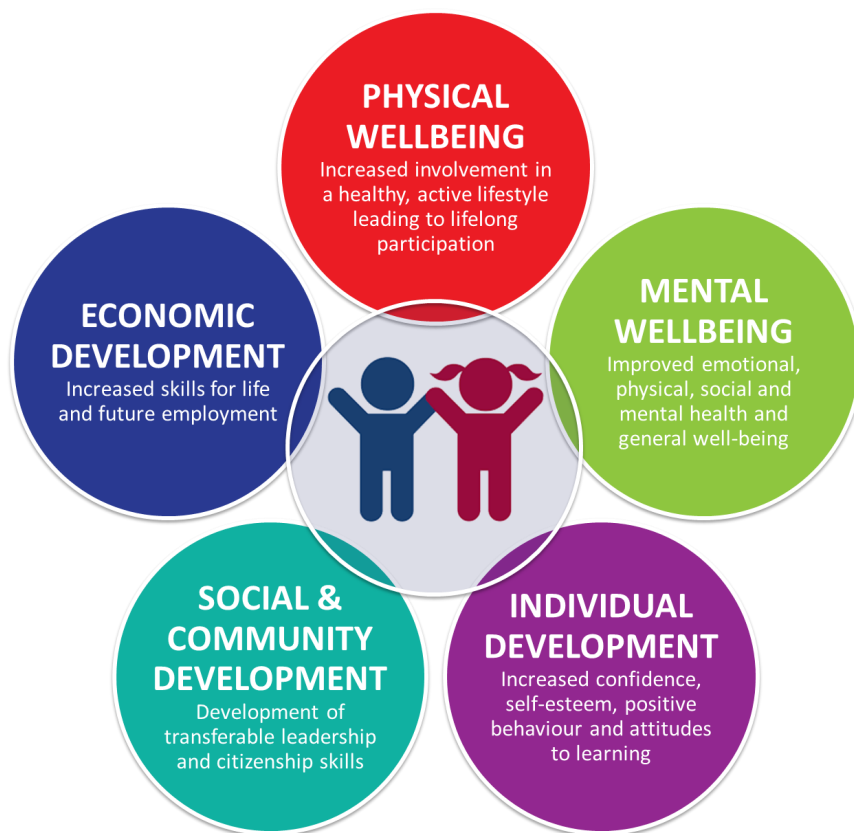 PHYSICAL
WELLBEING
Increased involvement in
a healthy, active lifestyle
leading to lifelong
participation
MENTAL
WELLBEING
Improved emotional,
physical, social and
mental health and
general well-being
INDIVIDUAL
DEVELOPMENT
Increased confidence,
self-esteem, positive
behaviour and attitudes
to learning
SOCIAL &
COMMUNITY
DEVELOPMENT
Development of
transferable leadership
and citizenship skills
ECONOMIC
DEVELOPMENT
Increased skills for life
and future employment